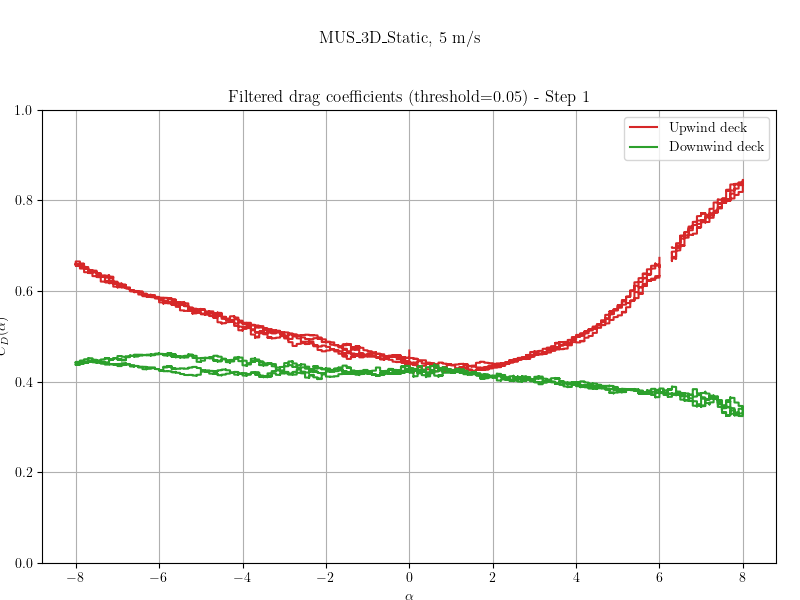 MUS_3D_Static, 5 m/s
Filtered drag coefficients (threshold=0.05) - Step 1
Upwind deck
Downwind deck
1.0
0.8
0.6
0.4
0.2
0.0
−8 −6 −4 −2 0 2 4 6 8
α